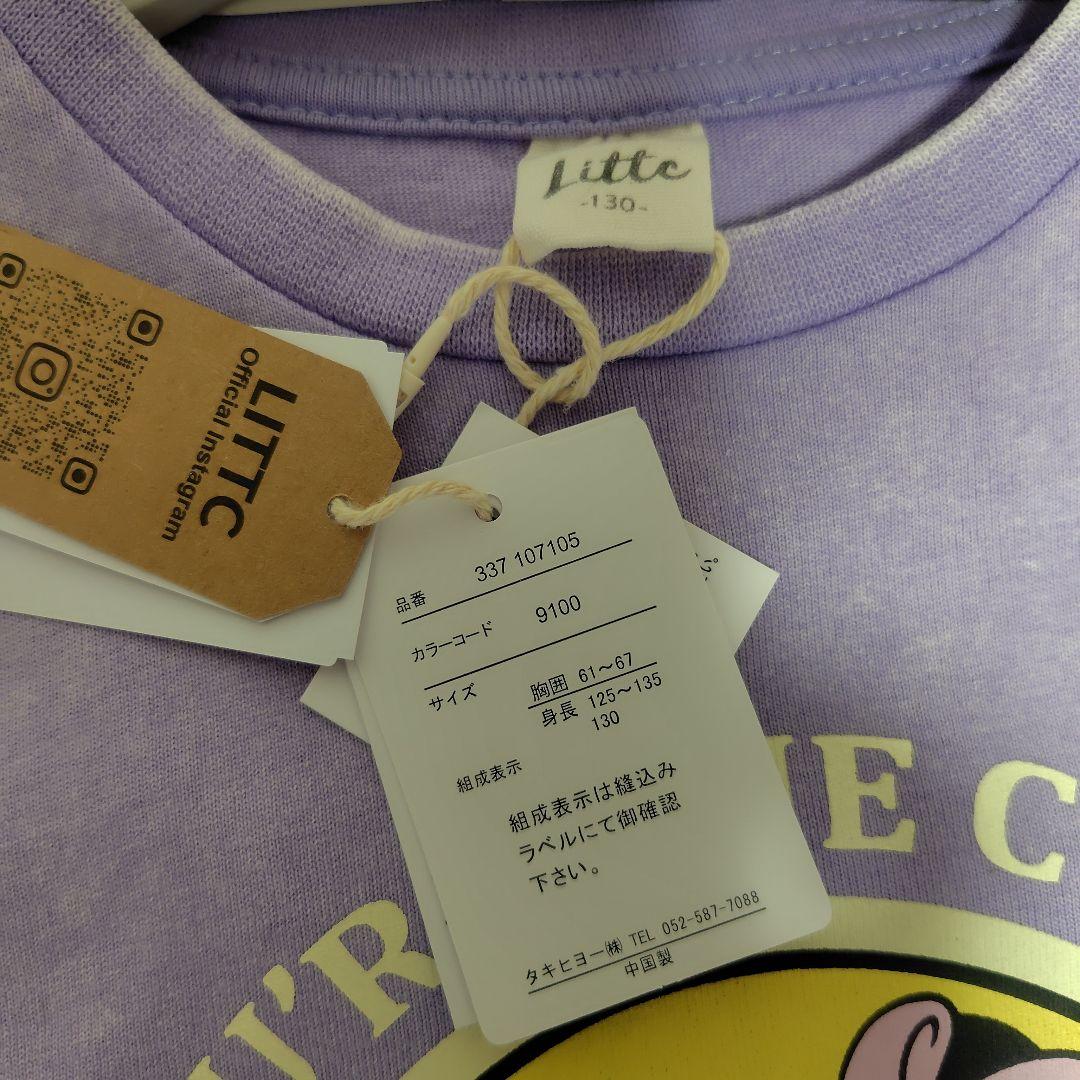 Littc
-130-
LITTC
Official Instagram
品番 337 107105
カラーコード 9100
サイズ 胸囲 61～67
身長 125～135
130
組成表示
組成表示は縫込み
ラベルにて御確認
下さい。
タキヒヨー㈱ TEL 052-587-7088
中国製
U'R
NE C